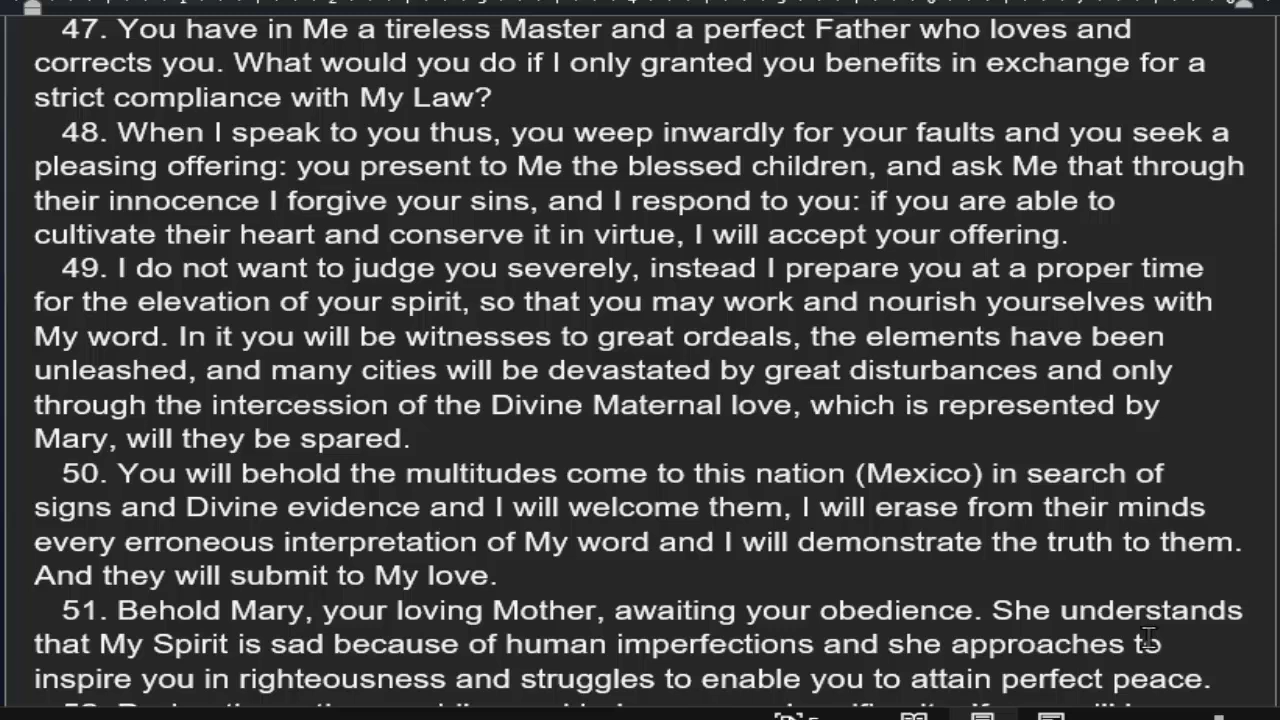 47. You have in Me a tireless Master and a perfect Father who loves and
corrects you. What would you do if I only granted you benefits in exchange for a
strict compliance with My Law?
48. When I speak to you thus, you weep inwardly for your faults and you seek a
pleasing offering: you present to Me the blessed children, and ask Me that through
their innocence I forgive your sins, and I respond to you: if you are able to
cultivate their heart and conserve it in virtue, I will accept your offering.
49. I do not want to judge you severely, instead I prepare you at a proper time
for the elevation of your spirit, so that you may work and nourish yourselves with
My word. In it you will be witnesses to great ordeals, the elements have been
unleashed, and many cities will be devastated by great disturbances and only
through the intercession of the Divine Maternal love, which is represented by
Mary, will they be spared.
50. You will behold the multitudes come to this nation (Mexico) in search of
signs and Divine evidence and I will welcome them, I will erase from their minds
every erroneous interpretation of My word and I will demonstrate the truth to them.
And they will submit to My love.
51. Behold Mary, your loving Mother, awaiting your obedience. She understands
that My Spirit is sad because of human imperfections and she approaches to
inspire you in righteousness and struggles to enable you to attain perfect peace.